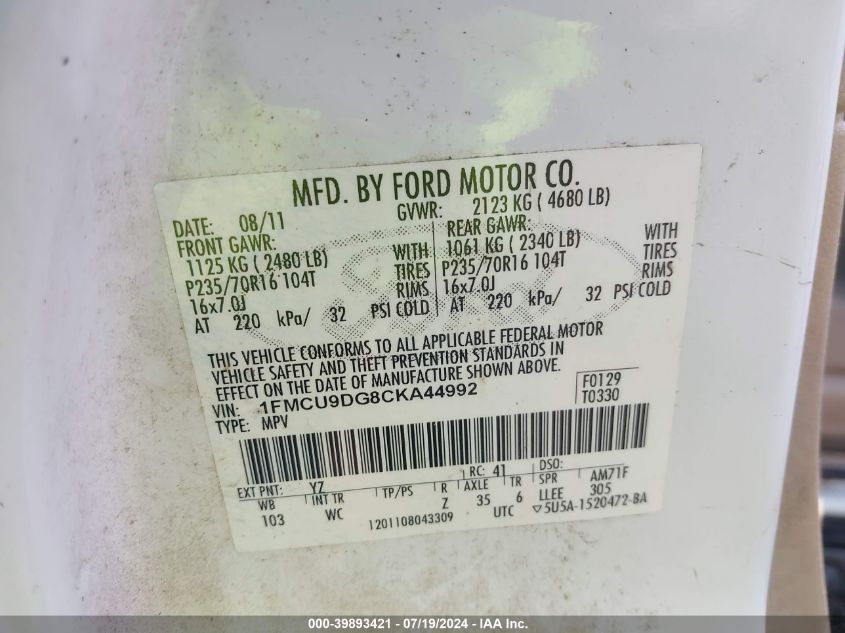 MFD. BY FORD MOTOR CO.
DATE: 08/11 GVWR: 2123 KG ( 4680 LB)
FRONT GAWR: REAR GAWR:
1125 KG ( 2480 LB) WITH 1061 KG ( 2340 LB) WITH
P235/70R16 104T TIRES P235/70R16 104T TIRES
16x7.0J RIMS 16x7.0J RIMS
AT 220 kPa/ 32 PSI COLD AT 220 kPa/ 32 PSI COLD
THIS VEHICLE CONFORMS TO ALL APPLICABLE FEDERAL MOTOR
VEHICLE SAFETY AND THEFT PREVENTION STANDARDS IN
EFFECT ON THE DATE OF MANUFACTURE SHOWN ABOVE.
VIN: 1FMCU9DG8CKA44992 F0129
TYPE: MPV T0330
EXT PNT: YZ RC: 41 DSO:
WB INT TR TP/PS R AXLE TR SPR AM71F
103 WC Z 35 6 LLEE 305
1201108043309 UTC ▽5U5A-1520472-BA
000-39893421 - 07/19/2024 - IAA Inc.